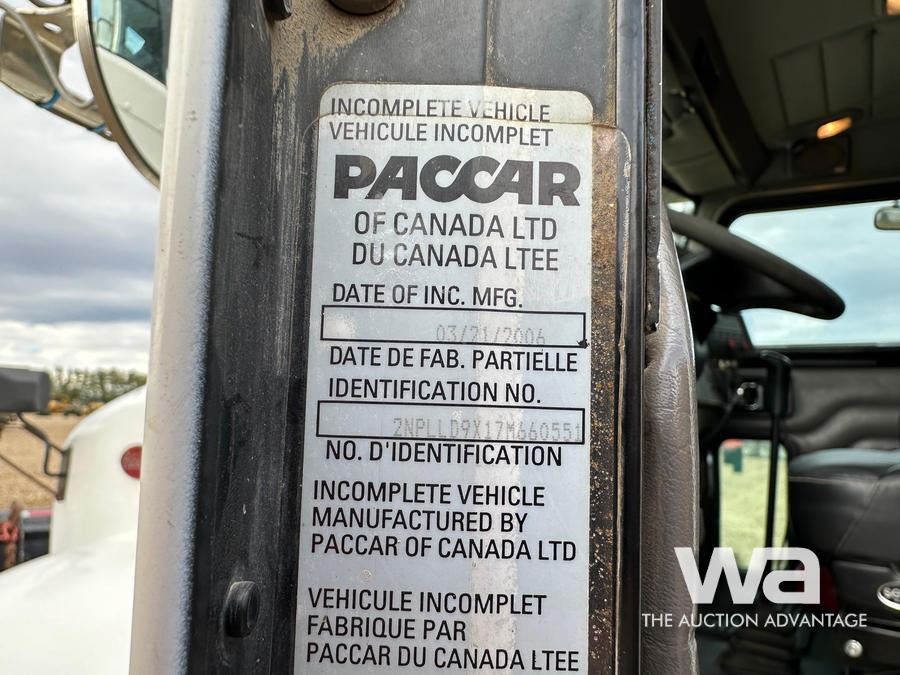 INCOMPLETE VEHICLE
VEHICULE INCOMPLET
PACCAR
OF CANADA LTD
DU CANADA LTEE
DATE OF INC. MFG.
03/21/2006
DATE DE FAB. PARTIELLE
IDENTIFICATION NO.
2NPLLD9X17M660551
NO. D'IDENTIFICATION
INCOMPLETE VEHICLE
MANUFACTURED BY
PACCAR OF CANADA LTD
VEHICULE INCOMPLET
FABRIQUE PAR
PACCAR DU CANADA LTEE
wa
THE AUCTION ADVANTAGE